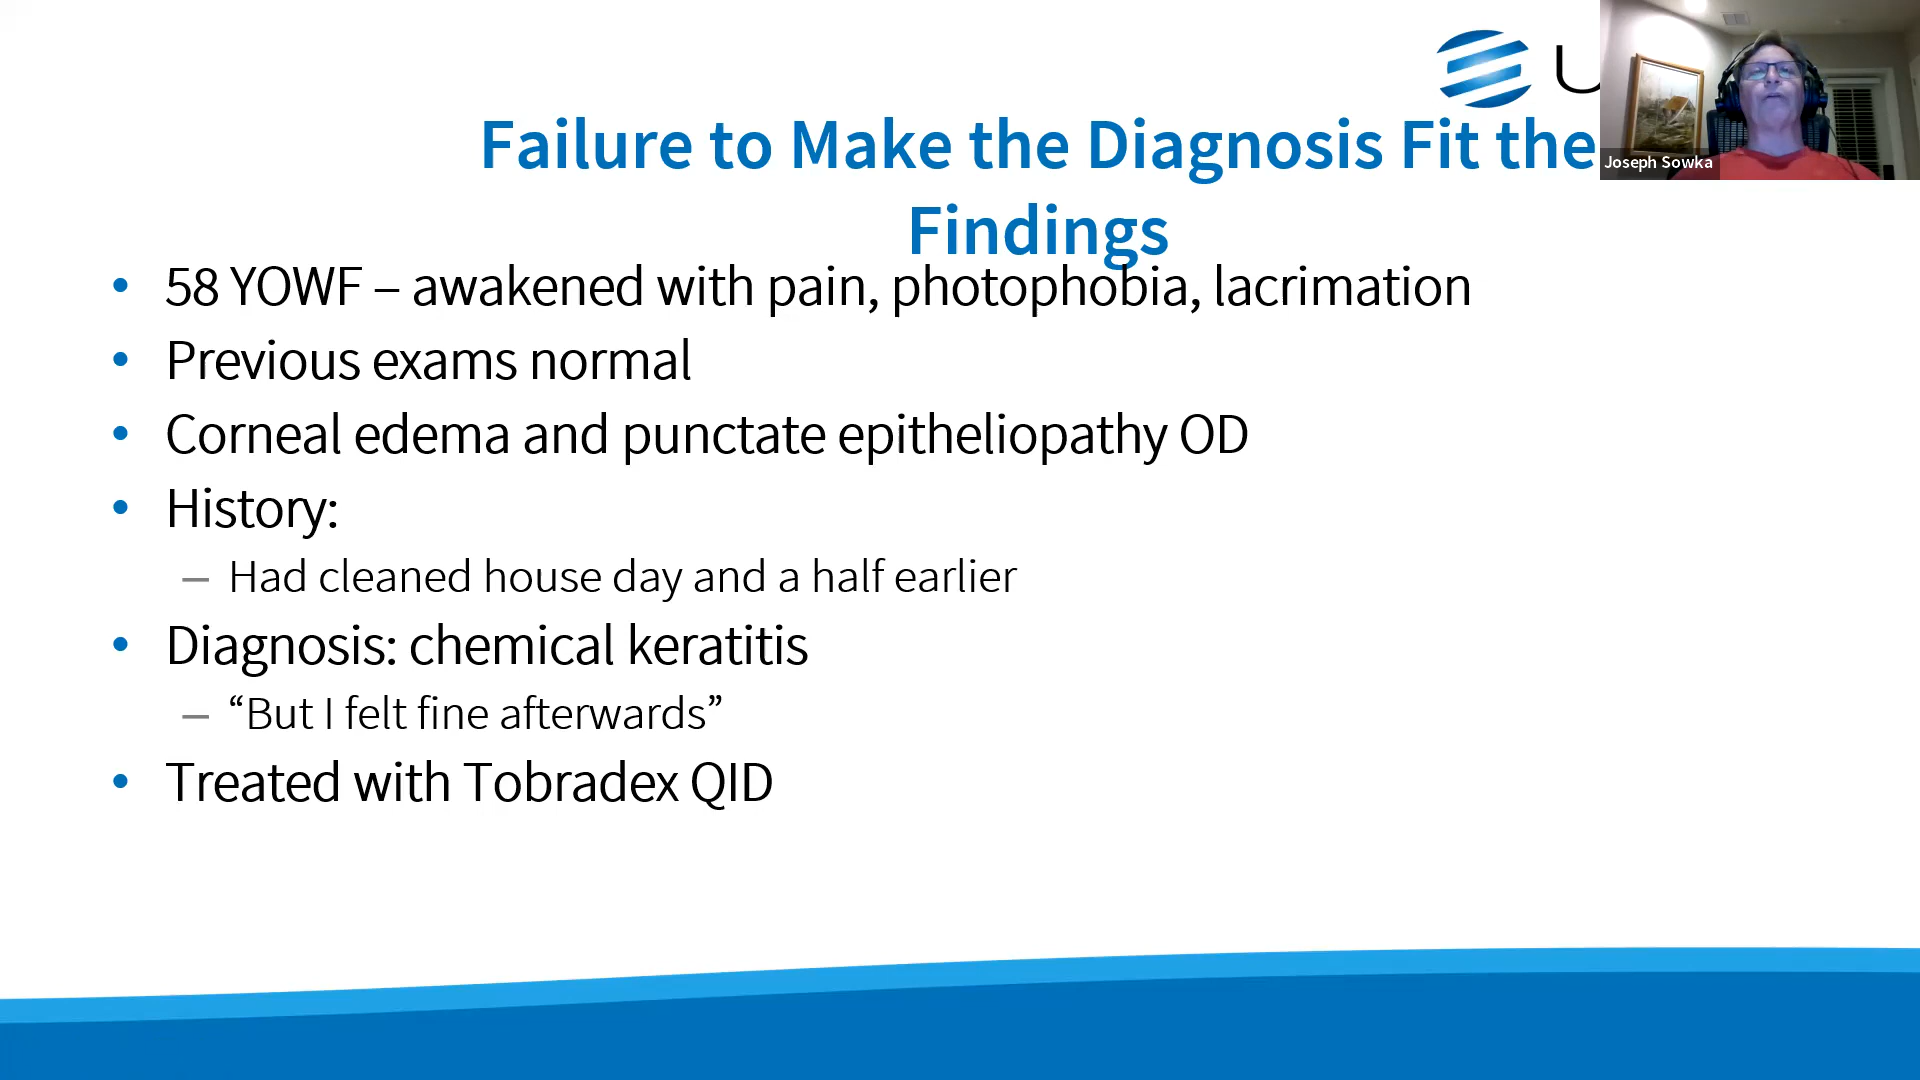 U
Failure to Make the Diagnosis Fit the
Findings
Joseph Sowka
• 58 YOWF – awakened with pain, photophobia, lacrimation
• Previous exams normal
• Corneal edema and punctate epitheliopathy OD
• History:
– Had cleaned house day and a half earlier
• Diagnosis: chemical keratitis
– “But I felt fine afterwards”
• Treated with Tobradex QID